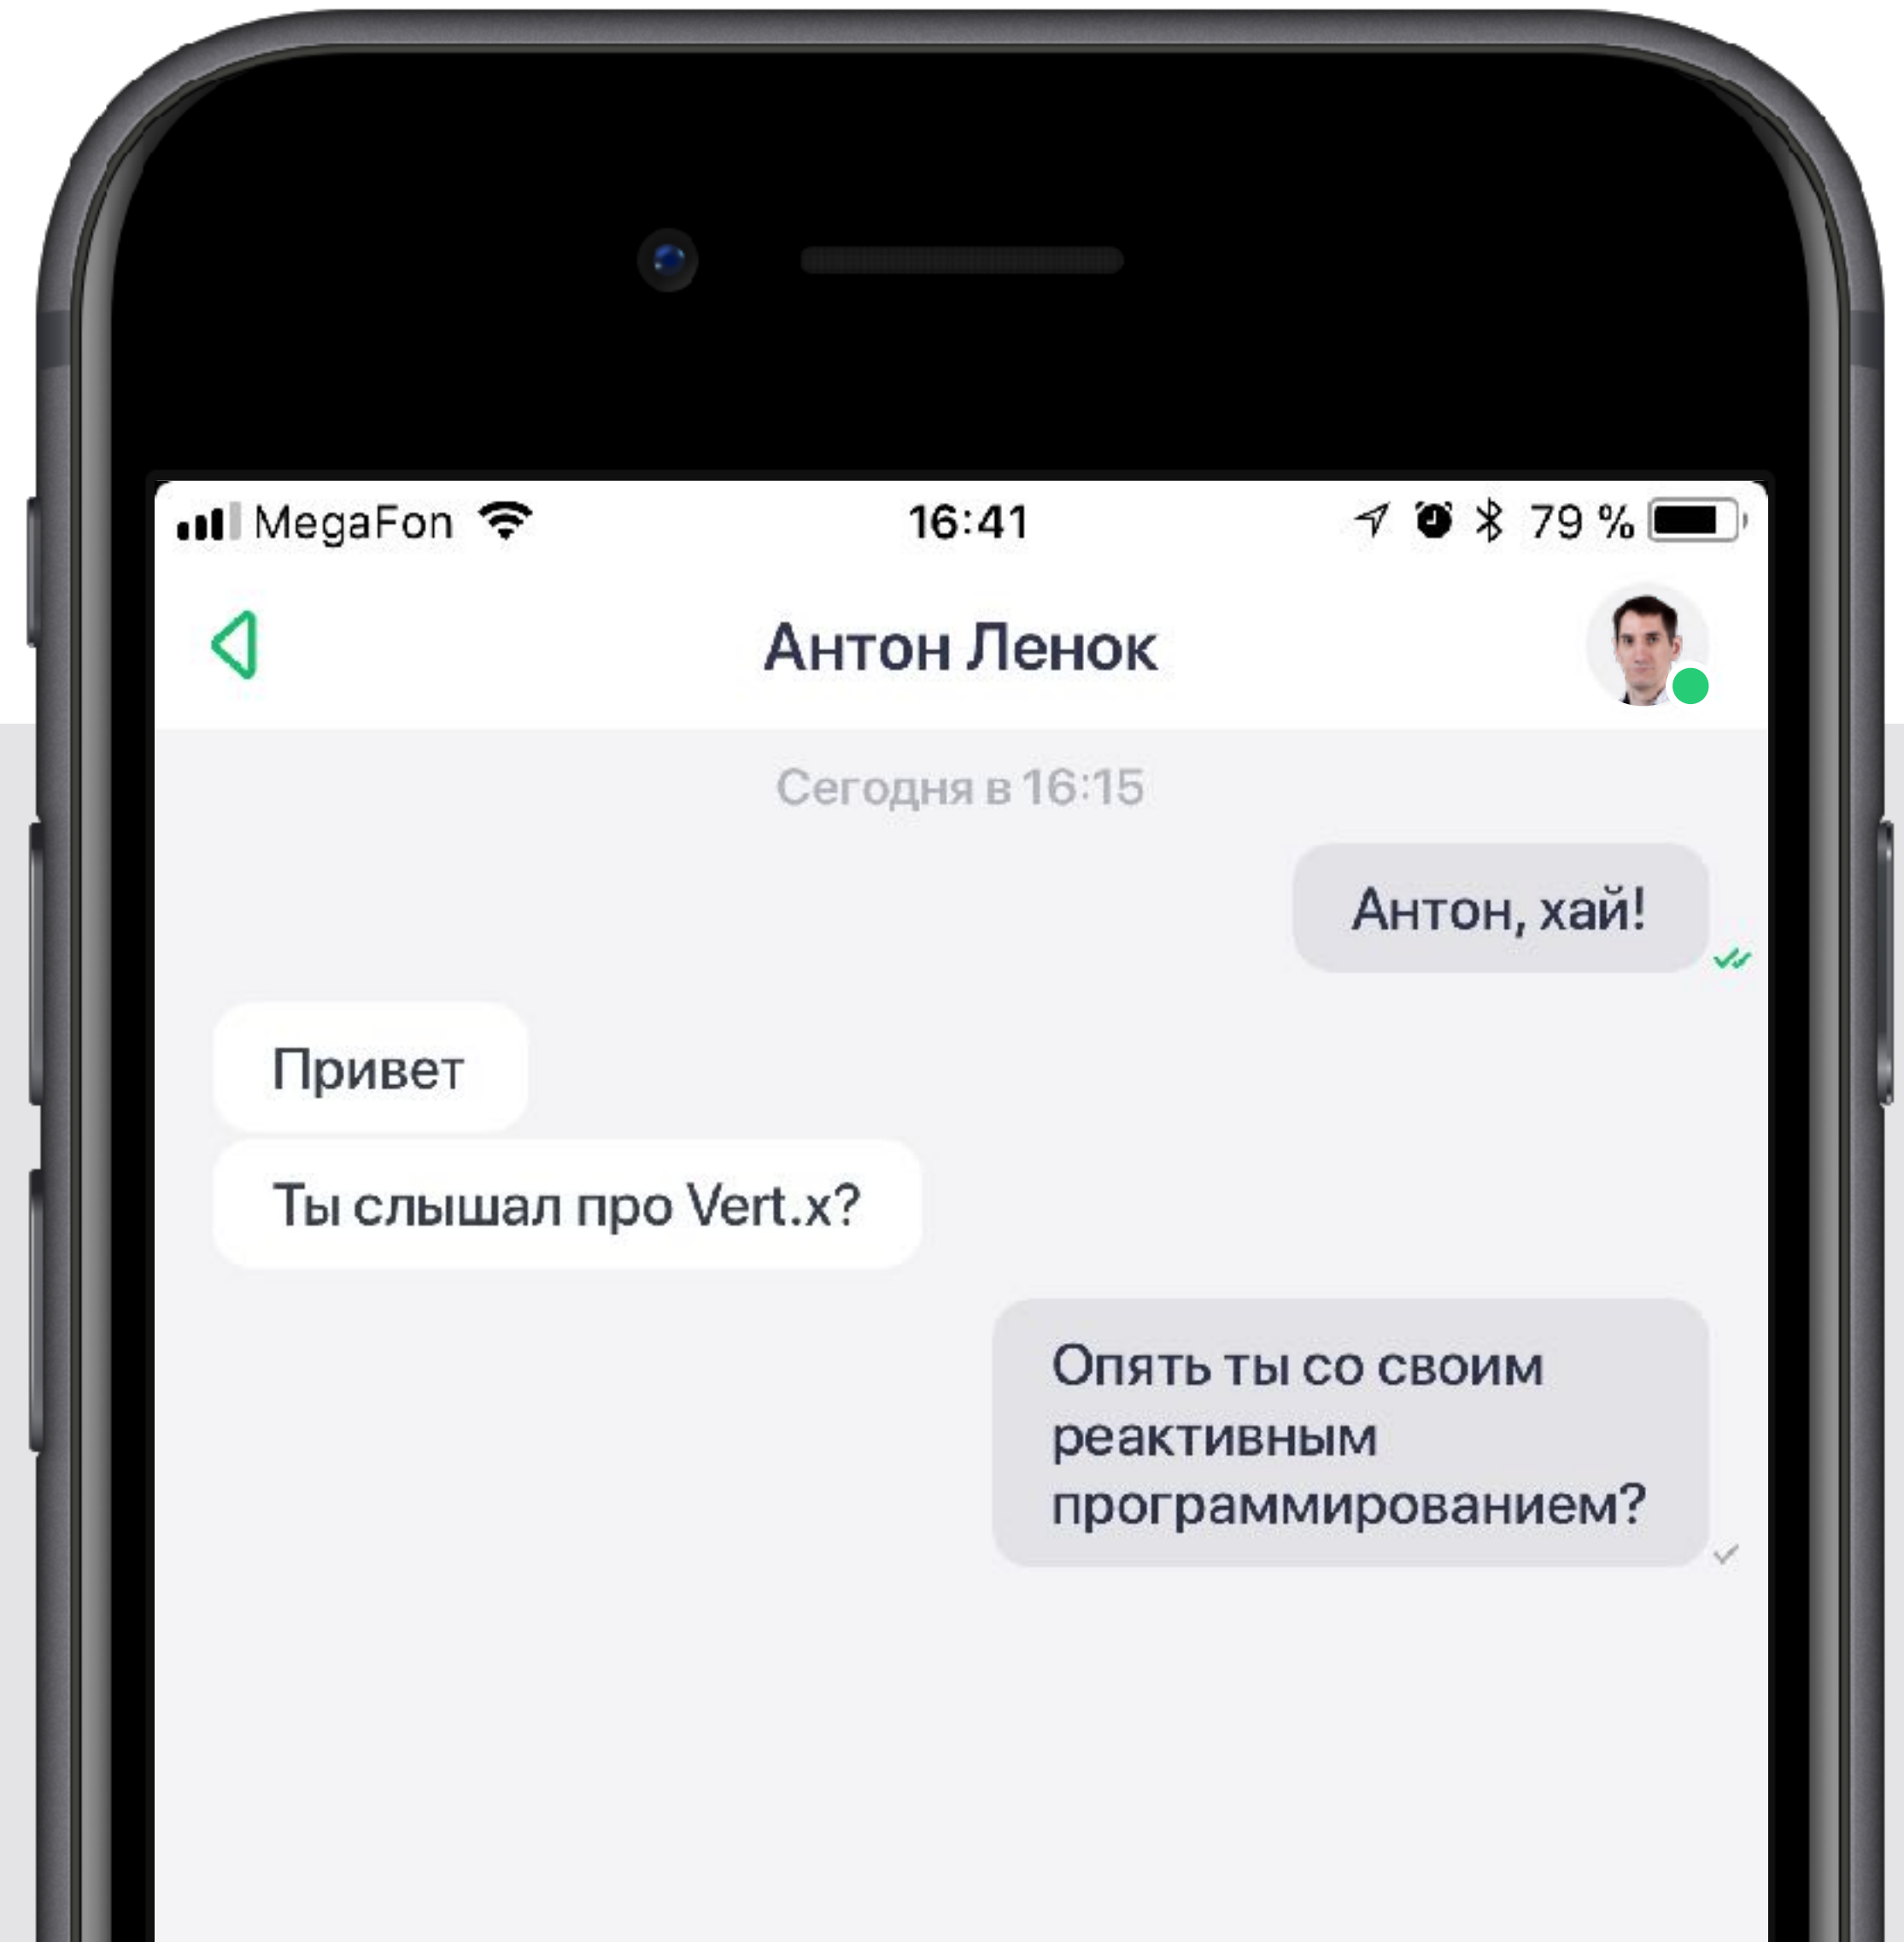 MegaFon 16:41 79 %
Антон Ленок
Сегодня в 16:15
Антон, хай!
Привет
Ты слышал про Vert.x?
Опять ты со своим
реактивным
программированием?